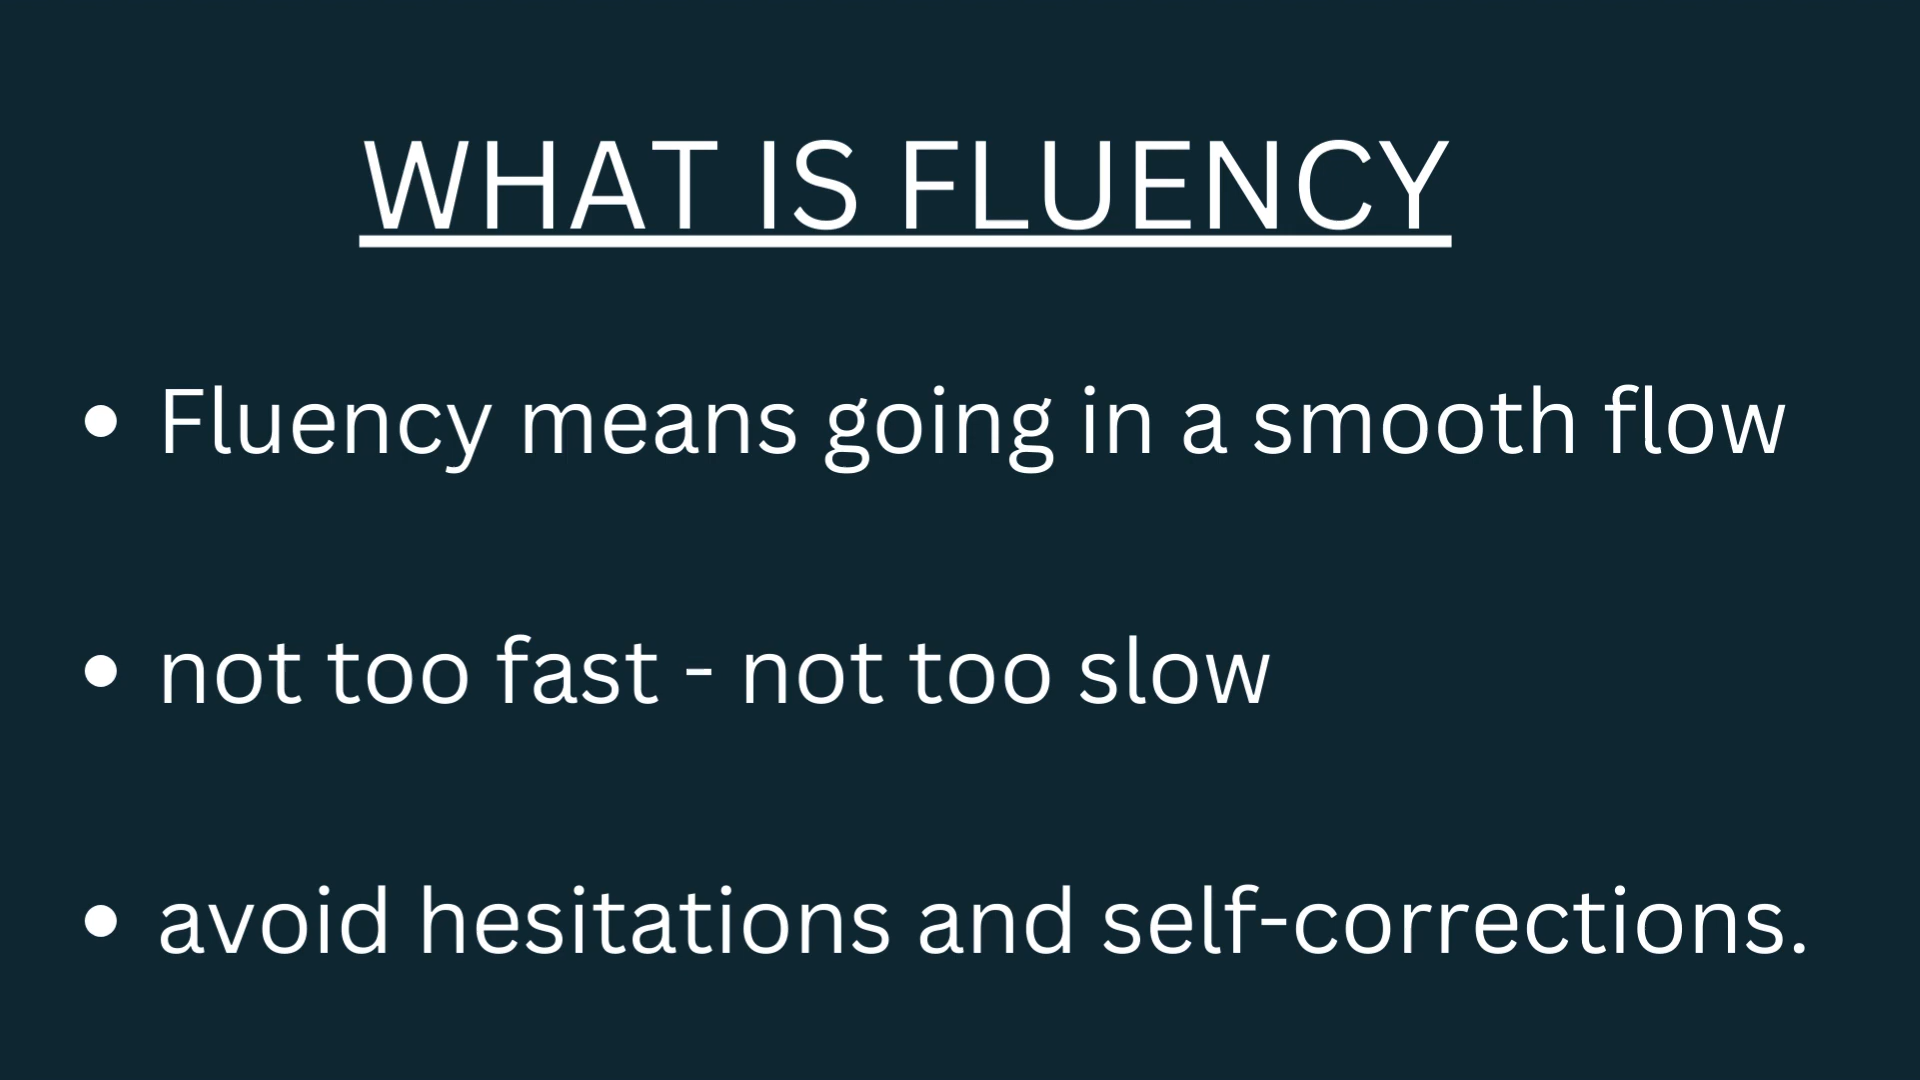 WHAT IS FLUENCY
• Fluency means going in a smooth flow
• not too fast - not too slow
• avoid hesitations and self-corrections.